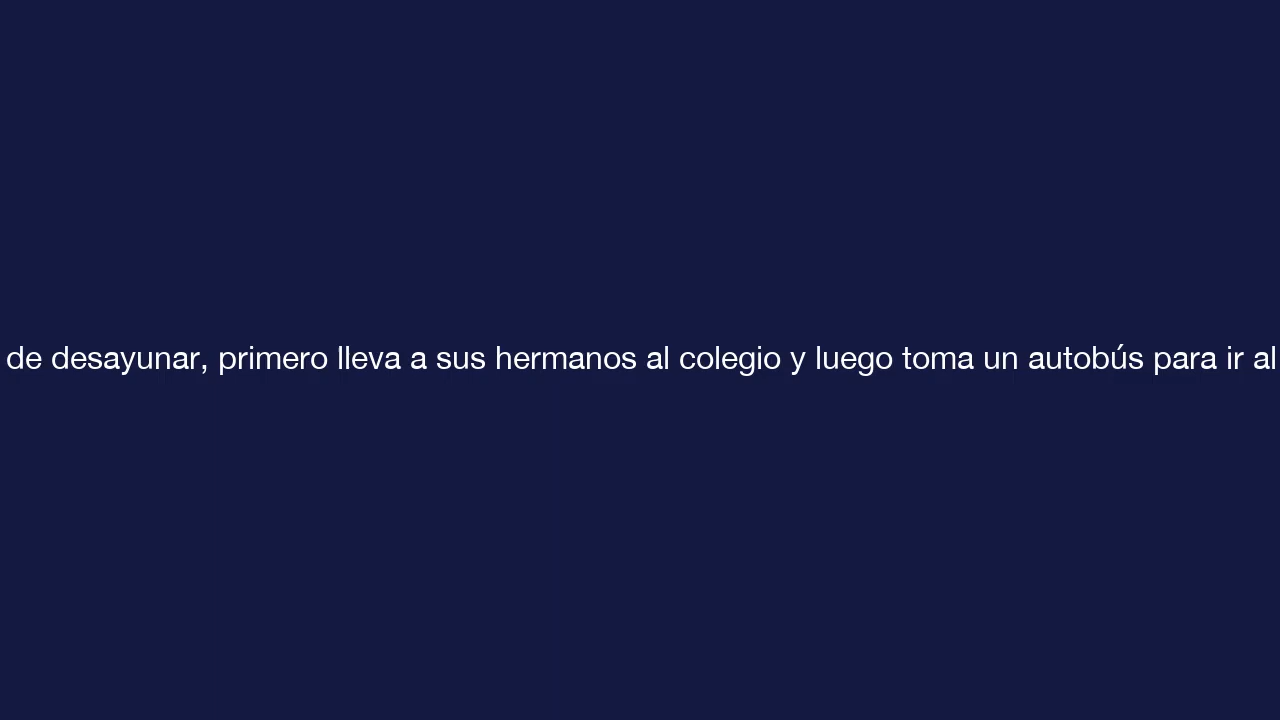 de desayunar, primero lleva a sus hermanos al colegio y luego toma un autobús para ir al